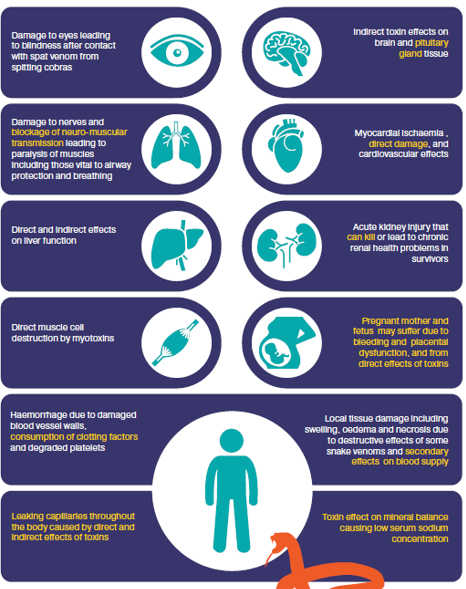 Damage to eyes leading
to blindness after contact
with spat venom from
spitting cobras
Indirect toxin effects on
brain and pituitary
gland tissue
Damage to nerves and
blockage of neuro-muscular
transmission leading to
paralysis of muscles
including those vital to airway
protection and breathing
Myocardial ischaemia ,
direct damage, and
cardiovascular effects
Direct and indirect effects
on liver function
Acute kidney injury that
can kill or lead to chronic
renal health problems in
survivors
Direct muscle cell
destruction by myotoxins
Pregnant mother and
fetus may suffer due to
bleeding and placental
dysfunction, and from
direct effects of toxins
Haemorrhage due to damaged
blood vessel walls,
consumption of clotting factors
and degraded platelets
Local tissue damage including
swelling, oedema and necrosis due
to destructive effects of some
snake venoms and secondary
effects on blood supply
Leaking capillaries throughout
the body caused by direct and
indirect effects of toxins
Toxin effect on mineral balance
causing low serum sodium
concentration